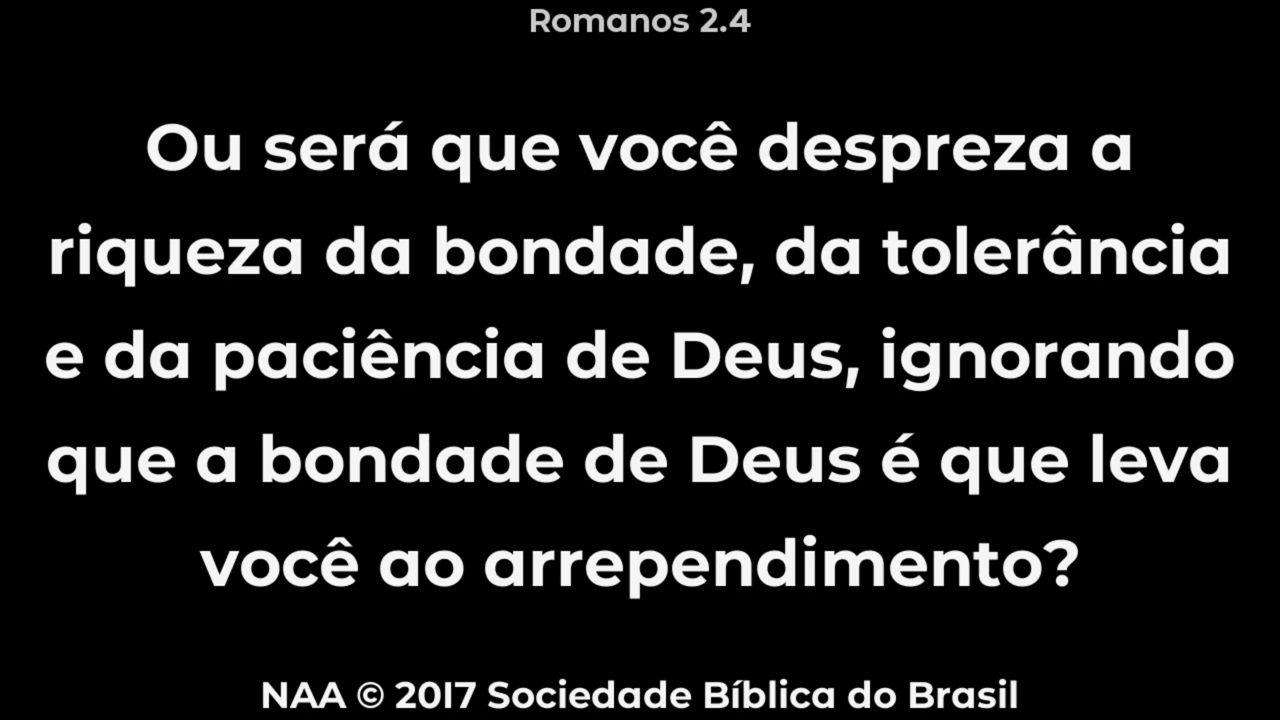 Romanos 2.4
Ou será que você despreza a
riqueza da bondade, da tolerância
e da paciência de Deus, ignorando
que a bondade de Deus é que leva
você ao arrependimento?
NAA © 2017 Sociedade Bíblica do Brasil